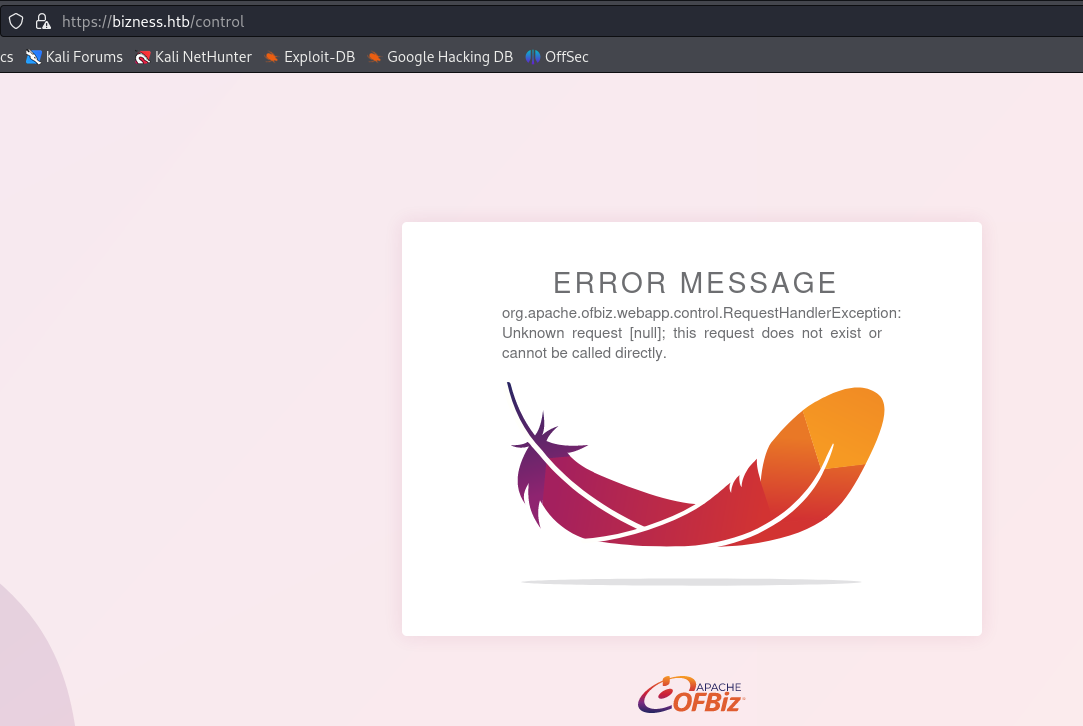 https://bizness.htb/control
cs Kali Forums Kali NetHunter Exploit-DB Google Hacking DB OffSec
ERROR MESSAGE
org.apache.ofbiz.webapp.control.RequestHandlerException:
Unknown request [null]; this request does not exist or
cannot be called directly.
APACHE
OFBiz